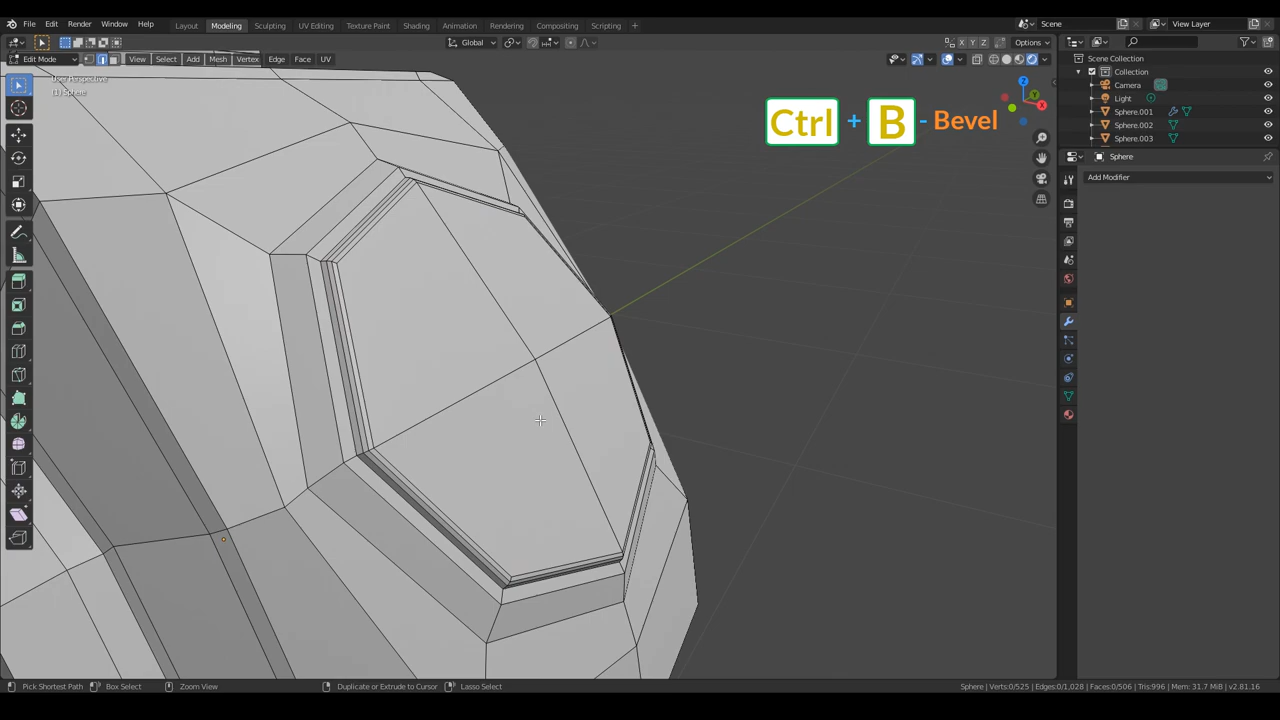 File Edit Render Window Help Layout Modeling Sculpting UV Editing Texture Paint Shading Animation Rendering Compositing Scripting + Scene View Layer
Global Options X Y Z
Edit Mode View Select Add Mesh Vertex Edge Face UV
Scene Collection
Collection
Camera
Light
Sphere.001
Sphere.002
Sphere.003
User Perspective
(1) Sphere
Ctrl + B - Bevel
Z
Y
X
Sphere
Add Modifier
Pick Shortest Path Box Select Zoom View Duplicate or Extrude to Cursor Lasso Select Sphere | Verts:0/525 | Edges:0/1,028 | Faces:0/506 | Tris:996 | Mem: 31.7 MiB | v2.81.16